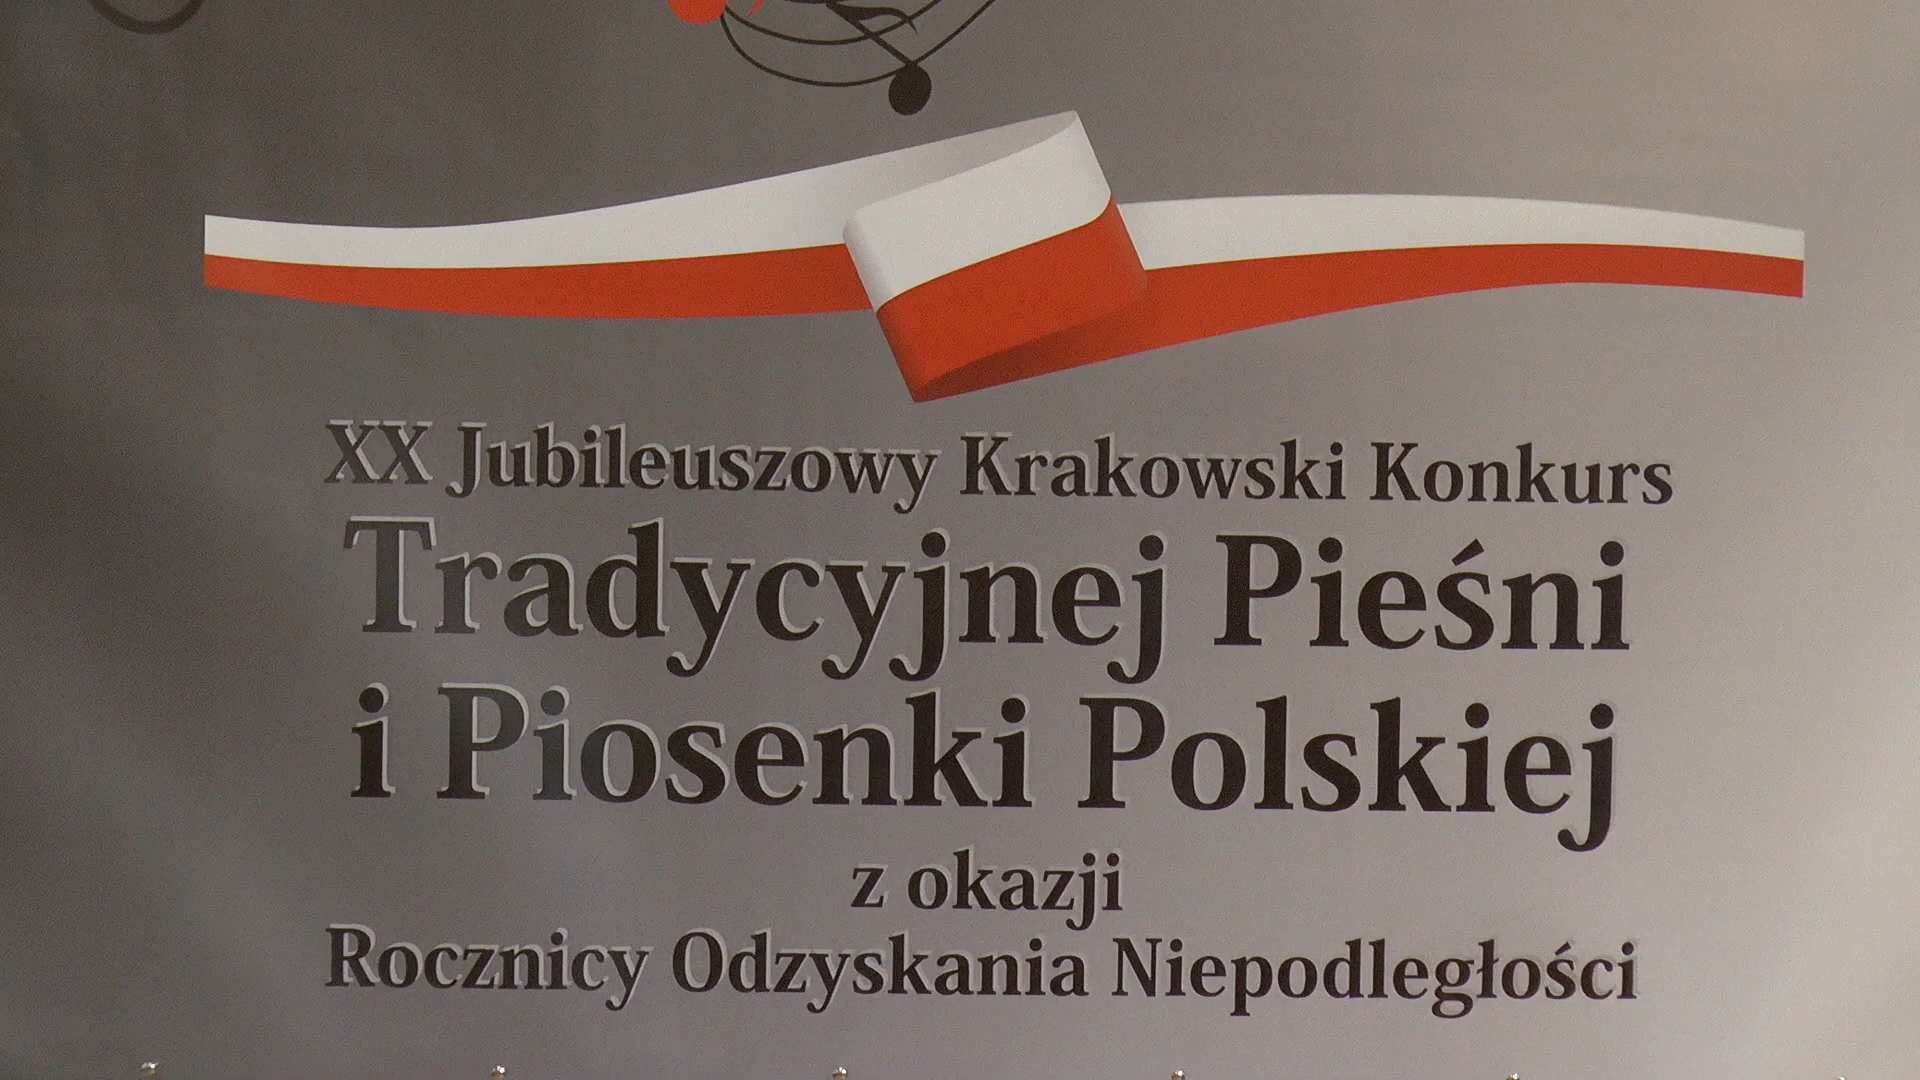 XX Jubileuszowy Krakowski Konkurs
Tradycyjnej Pieśni
i Piosenki Polskiej
z okazji
Rocznicy Odzyskania Niepodległości